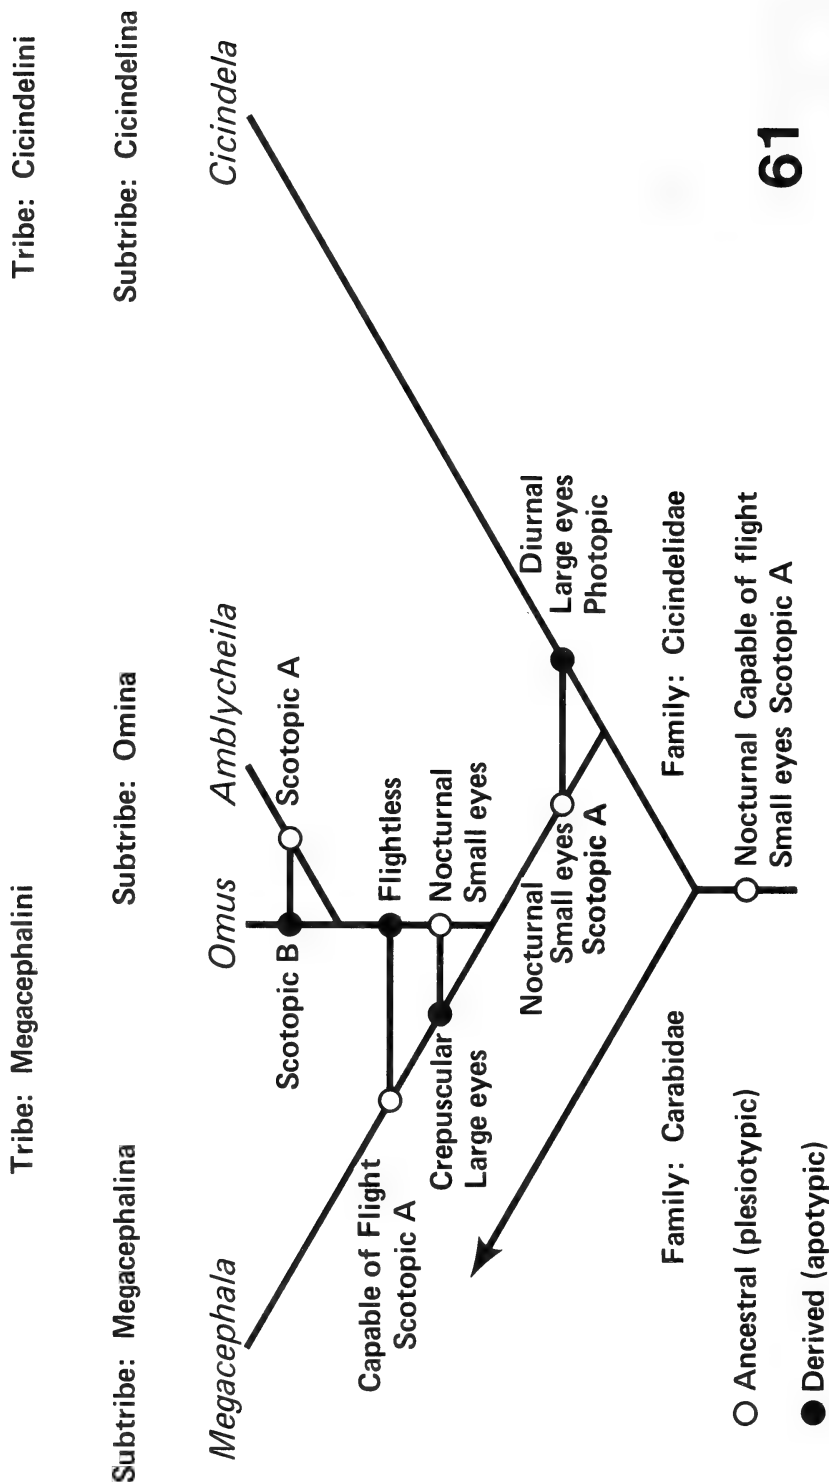 Tribe: Megacephalini
Tribe: Cicindelini
Subtribe: Megacephalina
Subtribe: Omina
Subtribe: Cicindelina
Megacephala
Omus
Amblycheila
Cicindela
Scotopic B
Scotopic A
Capable of Flight
Scotopic A
Flightless
Crepuscular
Large eyes
Nocturnal
Small eyes
Nocturnal
Small eyes
Scotopic A
Diurnal
Large eyes
Photopic
Family: Carabidae
Family: Cicindelidae
Nocturnal Capable of flight
Small eyes Scotopic A
Ancestral (plesiotypic)
Derived (apotypic)
61